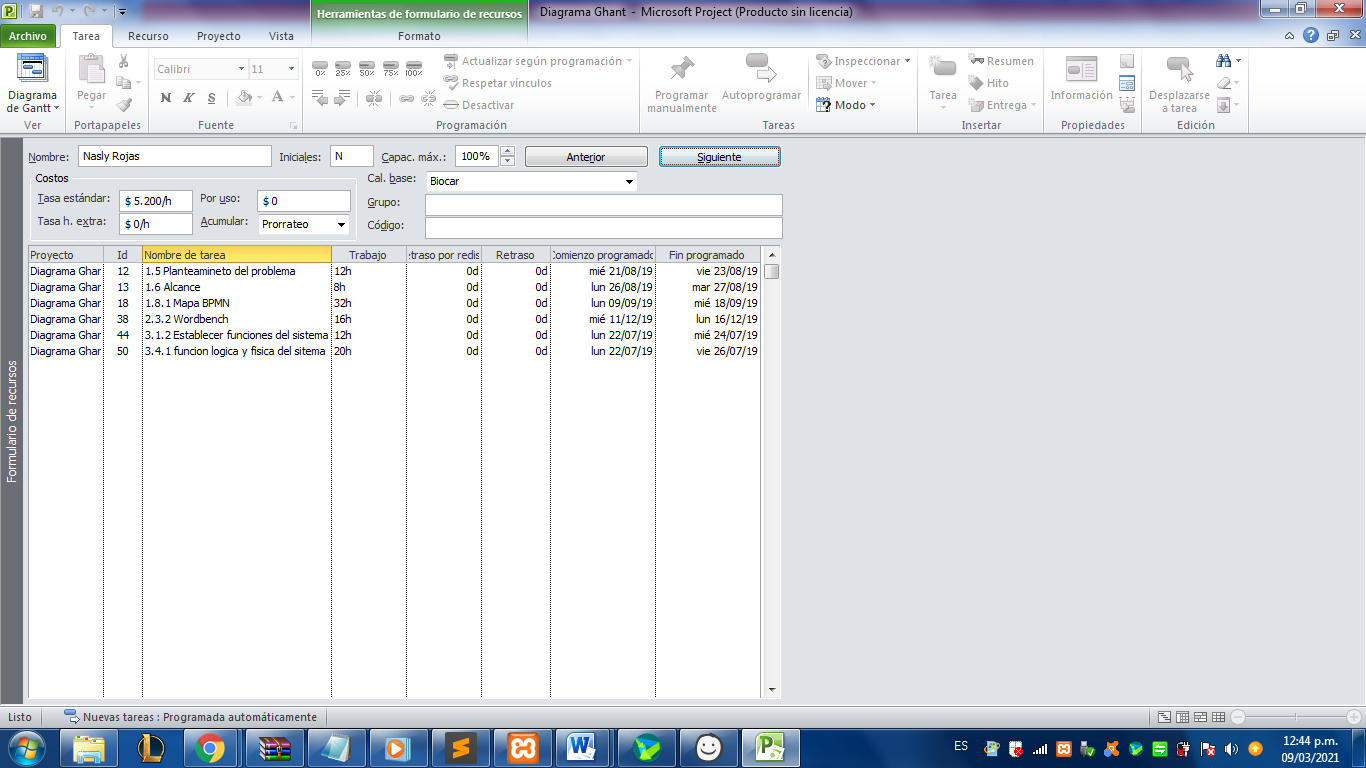 Herramientas de formulario de recursos
Diagrama Ghant - Microsoft Project (Producto sin licencia)
Archivo Tarea Recurso Proyecto Vista Formato
Diagrama de Gantt
Ver
Pegar
Portapapeles
Calibri 11
N K S A
Fuente
0% 25% 50% 75% 100%
Actualizar según programación
Respetar vínculos
Desactivar
Programación
Programar manualmente
Autoprogramar
Inspeccionar
Mover
Modo
Tareas
Tarea
Resumen
Hito
Entrega
Insertar
Información
Propiedades
Desplazarse a tarea
Edición
Nombre: Nasly Rojas Iniciales: N Capac. máx.: 100% Anterior Siguiente
Costos
Tasa estándar: $ 5.200/h Por uso: $ 0
Tasa h. extra: $ 0/h Acumular: Prorrateo
Cal. base: Biocar
Grupo:
Código:
Proyecto Id Nombre de tarea Trabajo traso por redis Retraso Comienzo programado Fin programado
Diagrama Ghar 12 1.5 Planteamineto del problema 12h 0d 0d mié 21/08/19 vie 23/08/19
Diagrama Ghar 13 1.6 Alcance 8h 0d 0d lun 26/08/19 mar 27/08/19
Diagrama Ghar 18 1.8.1 Mapa BPMN 32h 0d 0d lun 09/09/19 mié 18/09/19
Diagrama Ghar 38 2.3.2 Wordbench 16h 0d 0d mié 11/12/19 lun 16/12/19
Diagrama Ghar 44 3.1.2 Establecer funciones del sistema 12h 0d 0d lun 22/07/19 mié 24/07/19
Diagrama Ghar 50 3.4.1 funcion logica y fisica del sitema 20h 0d 0d lun 22/07/19 vie 26/07/19
Formulario de recursos
Listo Nuevas tareas : Programada automáticamente
ES
12:44 p.m.
09/03/2021